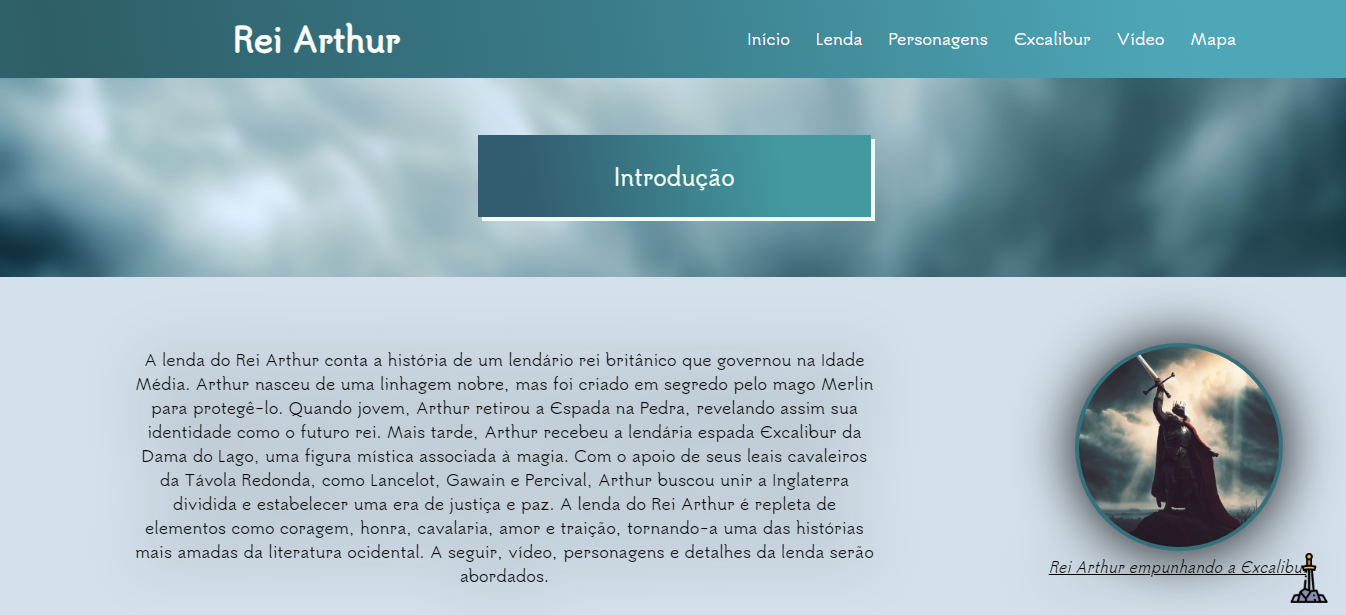 Rei Arthur
Início Lenda Personagens Excalibur Vídeo Mapa
Introdução
A lenda do Rei Arthur conta a história de um lendário rei britânico que governou na Idade
Média. Arthur nasceu de uma linhagem nobre, mas foi criado em segredo pelo mago Merlin
para protegê-lo. Quando jovem, Arthur retirou a Espada na Pedra, revelando assim sua
identidade como o futuro rei. Mais tarde, Arthur recebeu a lendária espada Excalibur da
Dama do Lago, uma figura mística associada à magia. Com o apoio de seus leais cavaleiros
da Távola Redonda, como Lancelot, Gawain e Percival, Arthur buscou unir a Inglaterra
dividida e estabelecer uma era de justiça e paz. A lenda do Rei Arthur é repleta de
elementos como coragem, honra, cavalaria, amor e traição, tornando-a uma das histórias
mais amadas da literatura ocidental. A seguir, vídeo, personagens e detalhes da lenda serão
abordados.
Rei Arthur empunhando a Excalibur